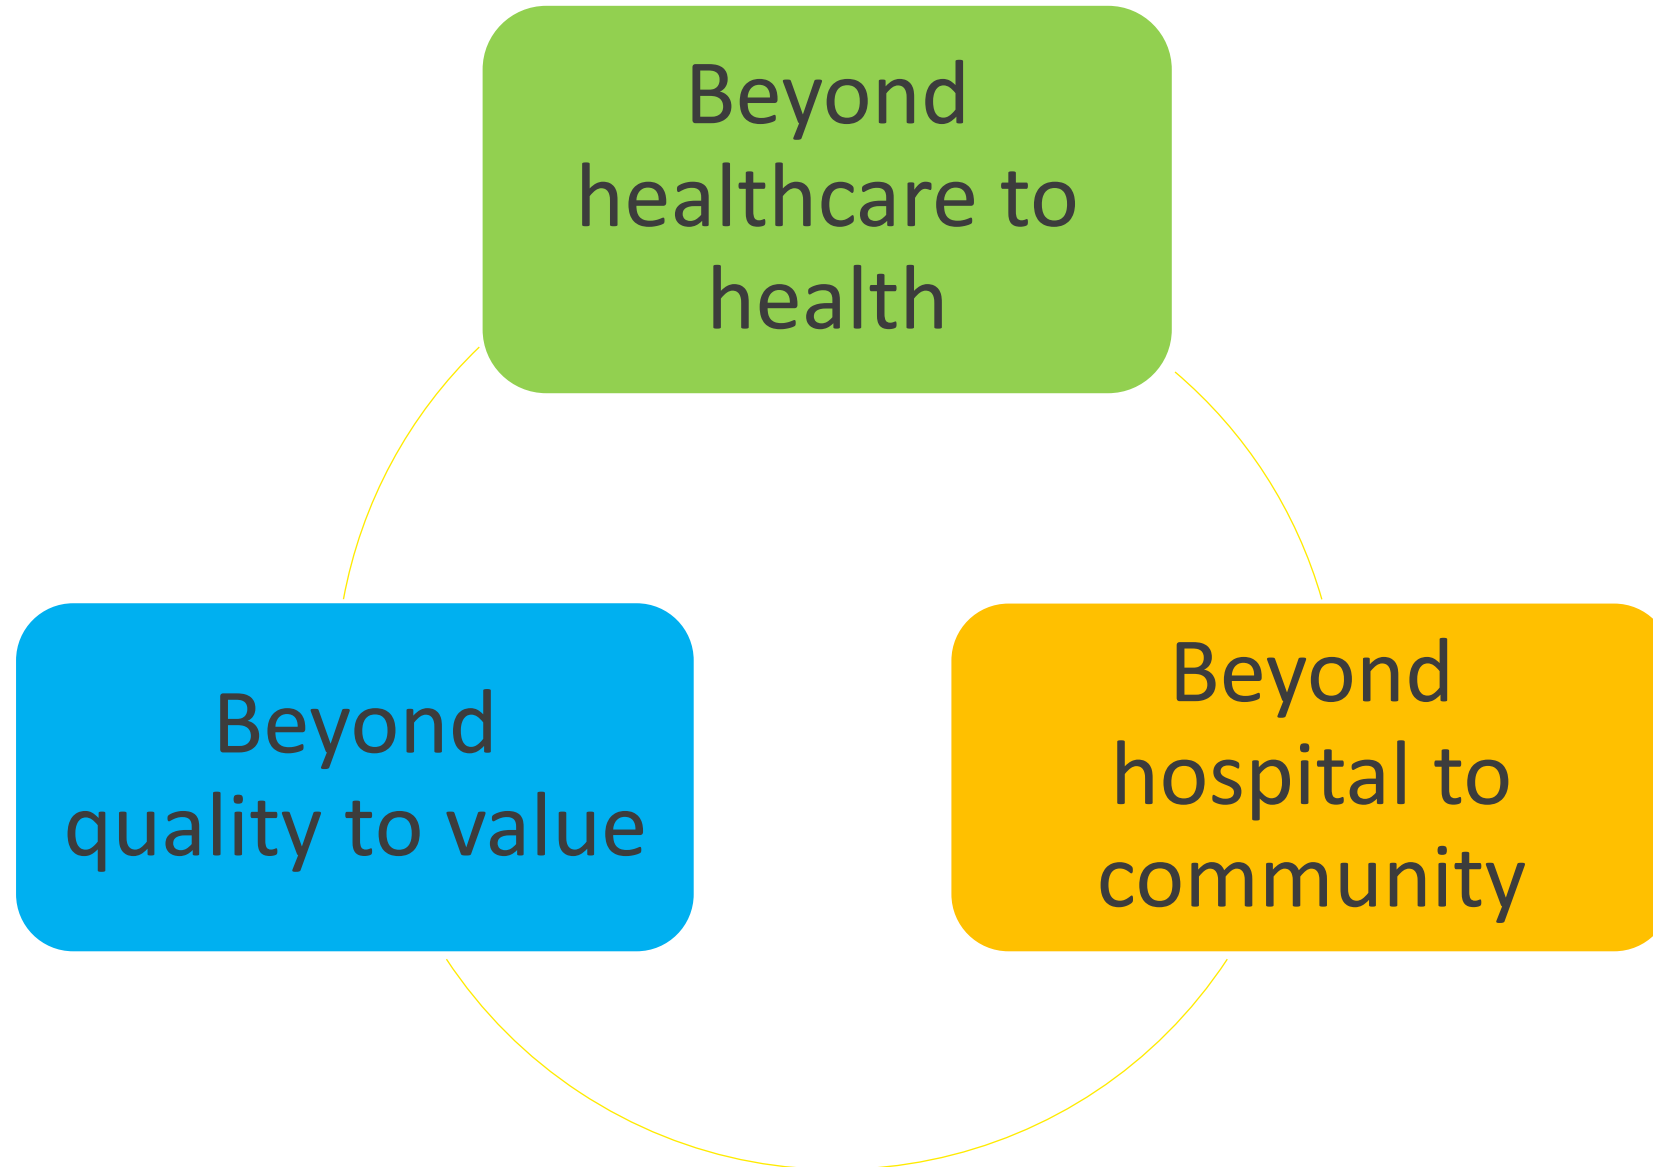 Beyond
healthcare to
health
Beyond
quality to value
Beyond
hospital to
community